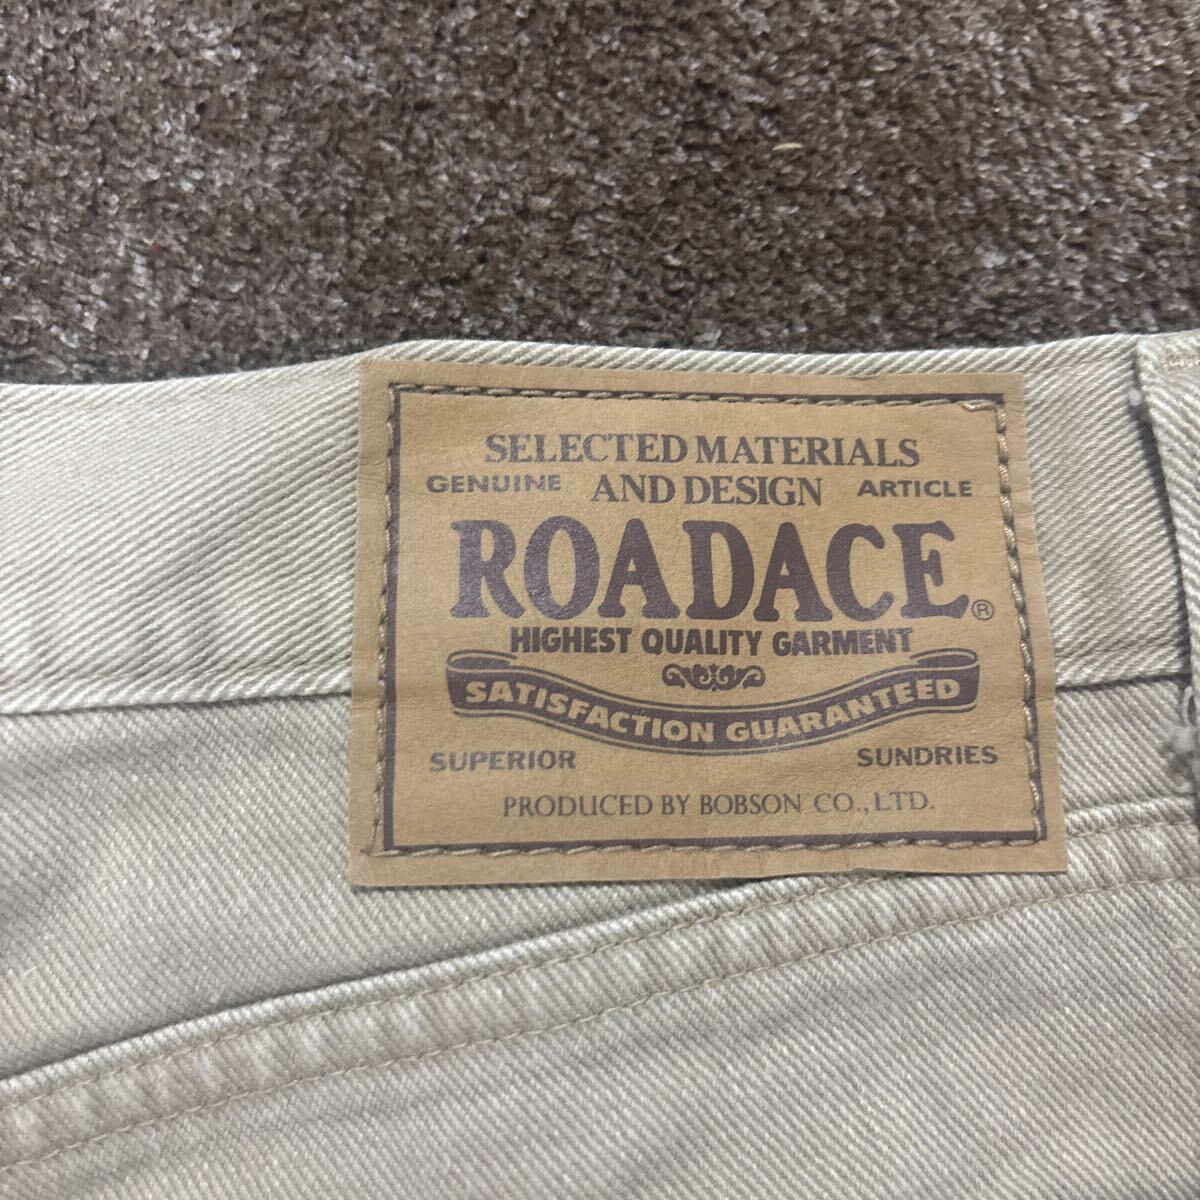 SELECTED MATERIALS
GENUINE AND DESIGN ARTICLE
ROADACE®
HIGHEST QUALITY GARMENT
SATISFACTION GUARANTEED
SUPERIOR SUNDRIES
PRODUCED BY BOBSON CO., LTD.